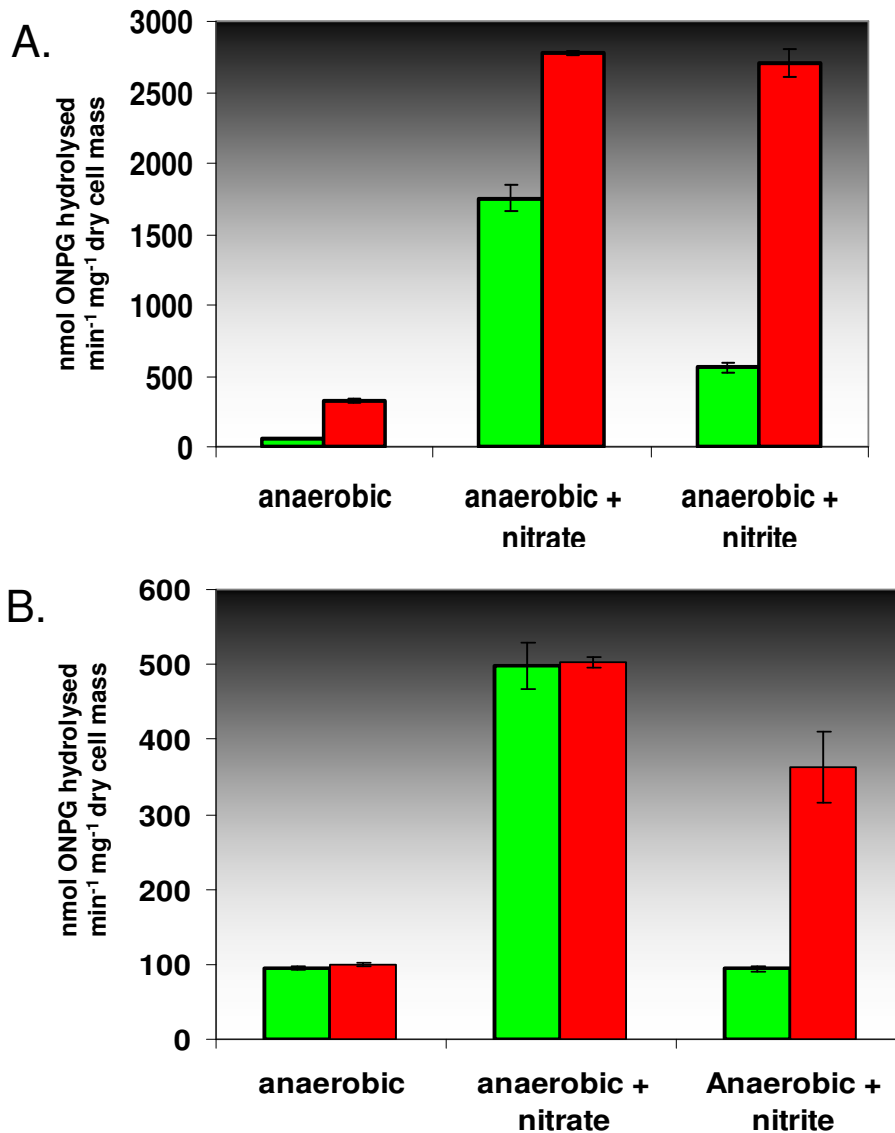 A.
nmol ONPG hydrolysed
min⁻¹ mg⁻¹ dry cell mass
3000
2500
2000
1500
1000
500
0
anaerobic
anaerobic +
nitrate
anaerobic +
nitrite
B.
nmol ONPG hydrolysed
min⁻¹ mg⁻¹ dry cell mass
600
500
400
300
200
100
0
anaerobic
anaerobic +
nitrate
Anaerobic +
nitrite